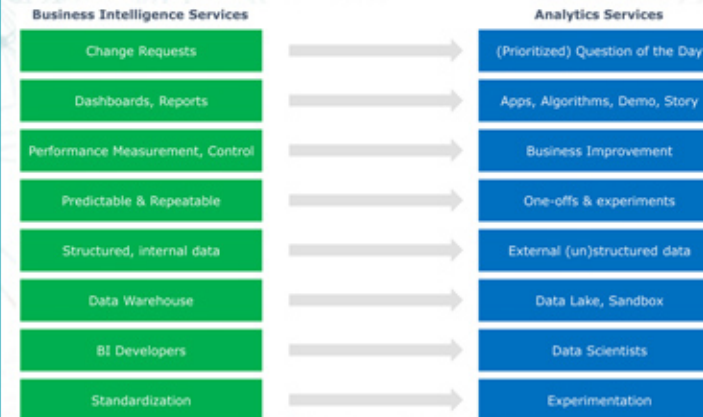 Business Intelligence Services
Analytics Services
Change Requests
(Prioritized) Question of the Day
Dashboards, Reports
Apps, Algorithms, Demo, Story
Performance Measurement, Control
Business Improvement
Predictable & Repeatable
One-offs & experiments
Structured, internal data
External (un)structured data
Data Warehouse
Data Lake, Sandbox
BI Developers
Data Scientists
Standardization
Experimentation